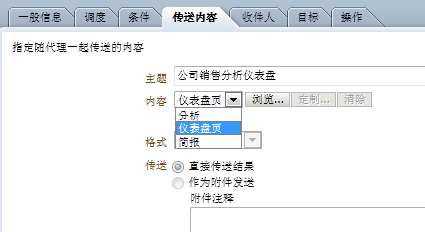 一般信息 调度 条件 传送内容 收件人 目标 操作
指定随代理一起传送的内容
主题 公司销售分析仪表盘
内容 仪表盘页 浏览... 定制... 清除
分析
仪表盘页
格式 简报
传送 直接传送结果
作为附件发送
附件注释